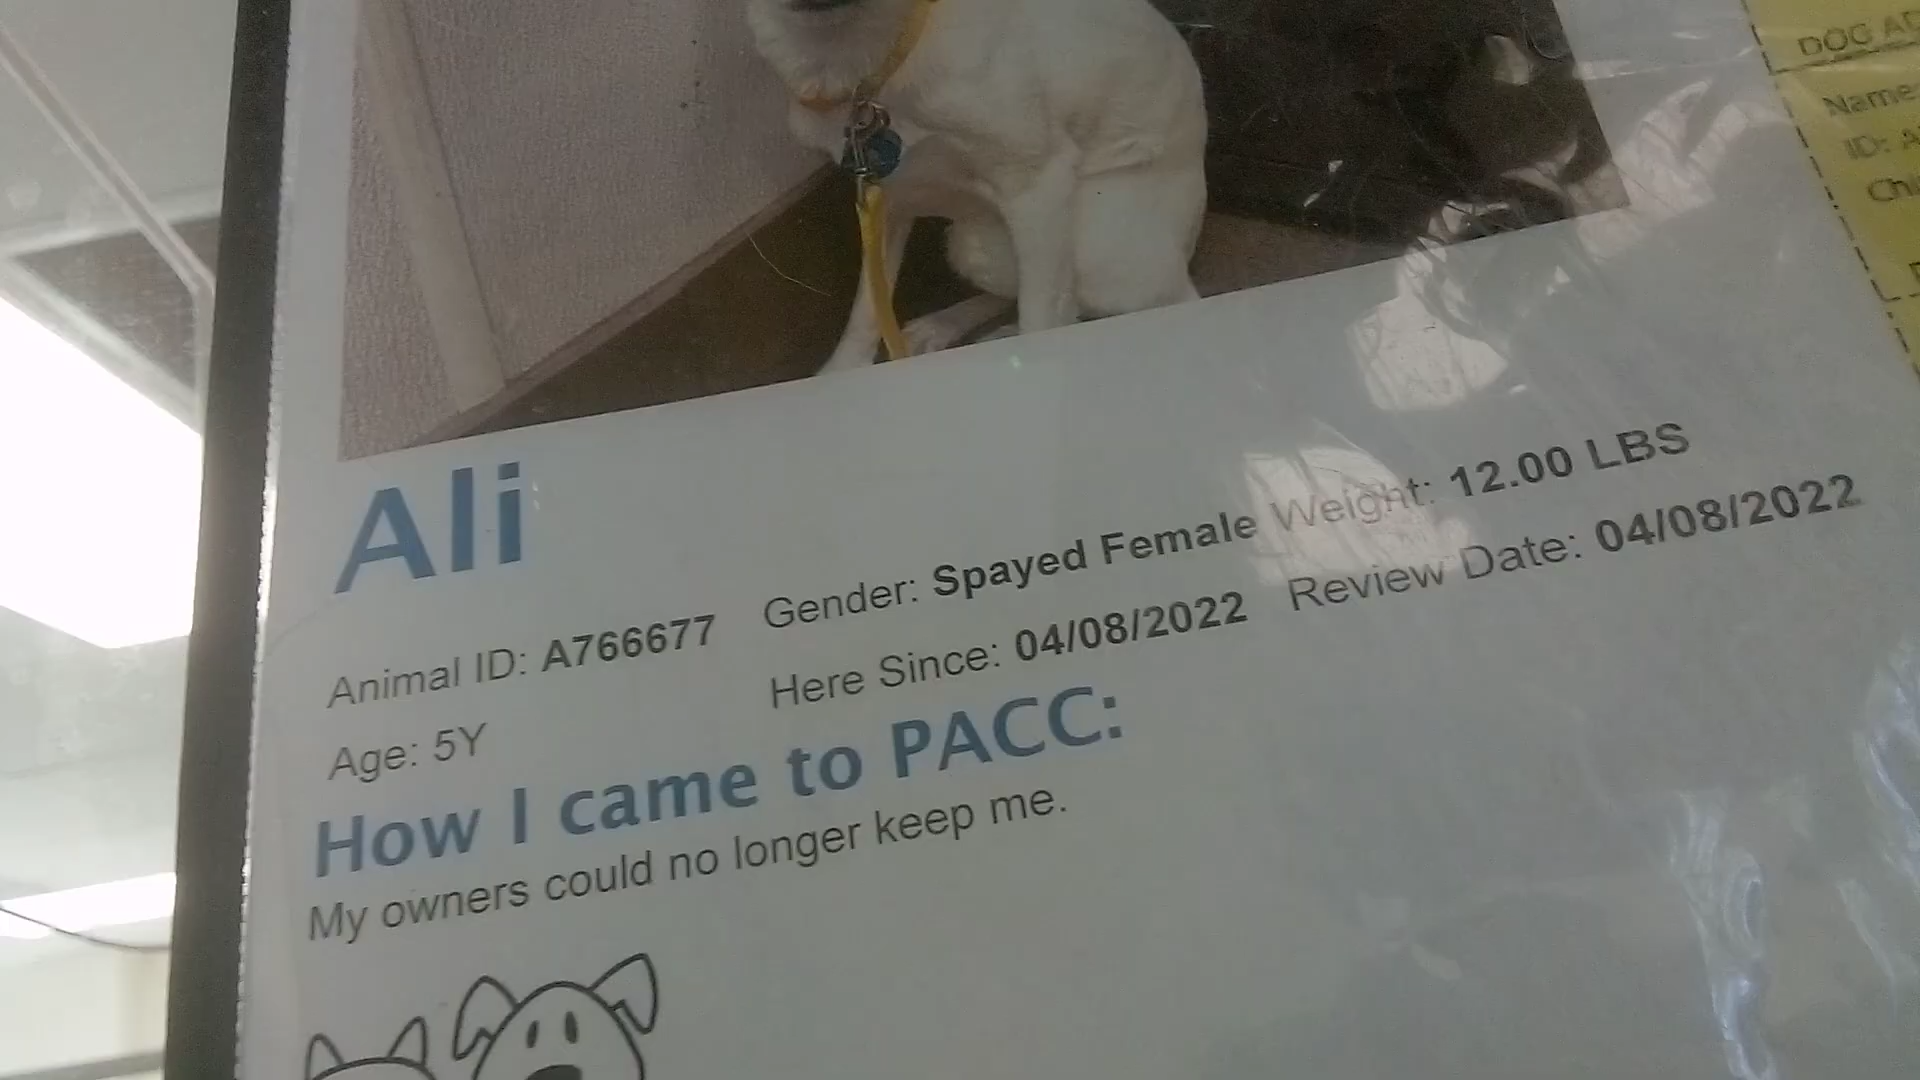 Ali
Animal ID: A766677 Gender: Spayed Female Weight: 12.00 LBS
Age: 5Y Here Since: 04/08/2022 Review Date: 04/08/2022
How I came to PACC:
My owners could no longer keep me.
DOG
Name
ID: